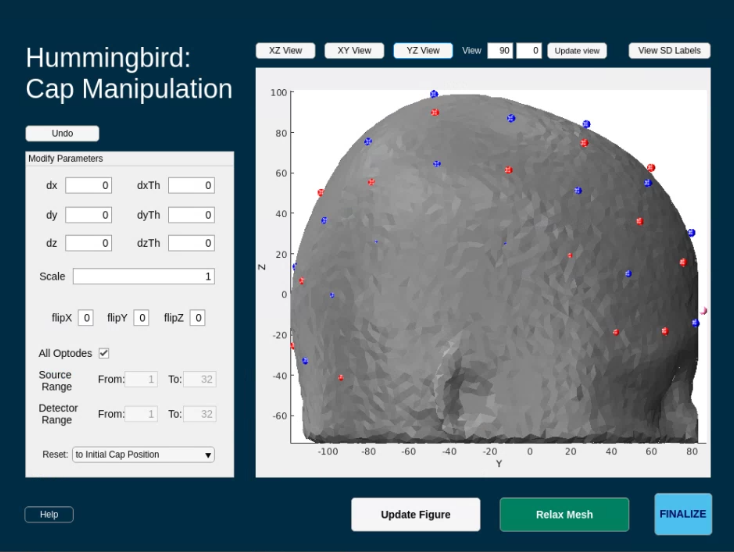 Hummingbird:
Cap Manipulation
XZ View XY View YZ View View 90 0 Update view View SD Labels
Undo
Modify Parameters
dx 0 dxTh 0
dy 0 dyTh 0
dz 0 dzTh 0
Scale 1
flipX 0 flipY 0 flipZ 0
All Optodes
Source
Range
From: 1 To: 32
Detector
Range
From: 1 To: 32
Reset: to Initial Cap Position
100
80
60
40
20
0
-20
-40
-60
Z
-100 -80 -60 -40 -20 0 20 40 60 80
Y
Help Update Figure Relax Mesh FINALIZE